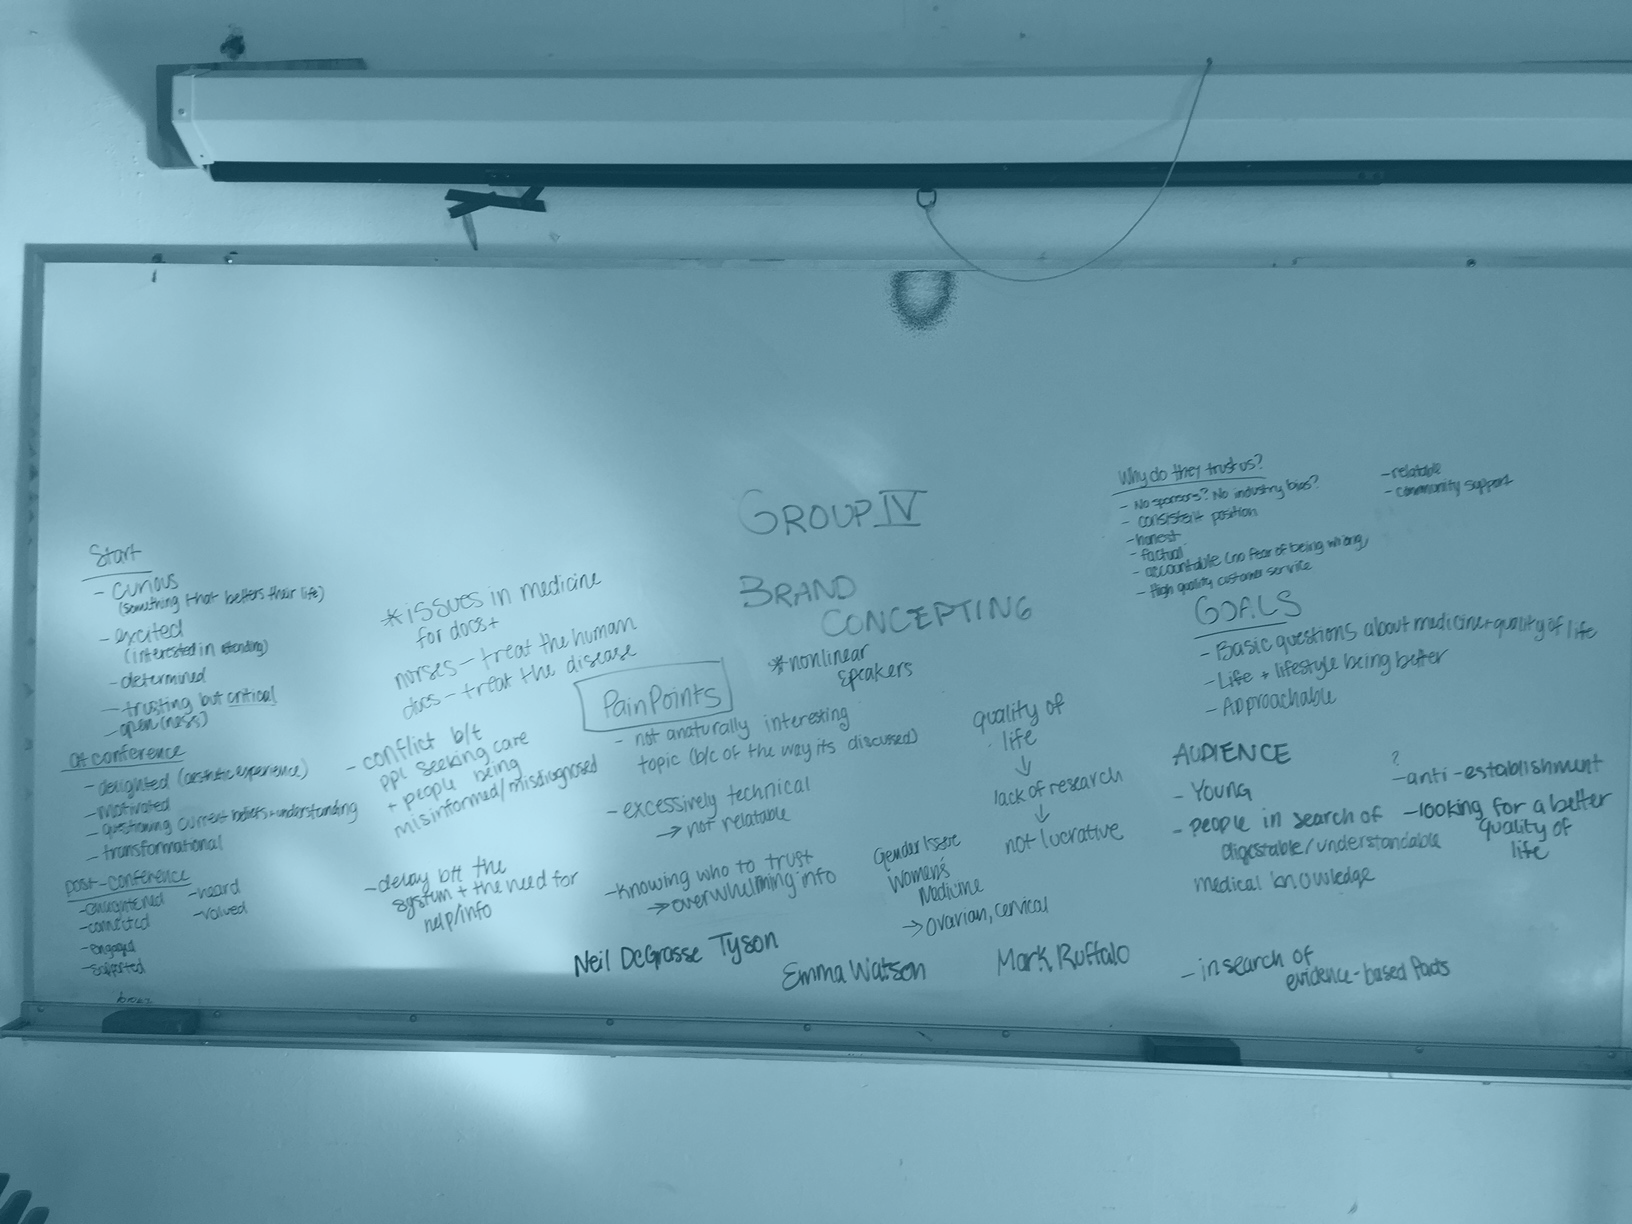 GROUP IV
BRAND
CONCEPTING
*nonlinear
speakers
Start
- curious
(something that betters their life)
- excited
(interested in attending)
- determined
- trusting but critical
- open(ness)
at conference
- delighted (aesthetic experience)
- motivated
- questioning current beliefs + understanding
- transformational
post-conference
- enlightened
- connected
- engaged
- supported
- heard
- valued
*issues in medicine
for docs +
nurses - treat the human
docs - treat the disease
- conflict b/t
ppl seeking care
+ people being
misinformed/misdiagnosed
- delay btt the
system + the need for
help/info
Pain Points
- not anaturally interesting
topic (b/c of the way its discussed)
- excessively technical
→ not relatable
- knowing who to trust
→ overwhelming info
quality of
life
↓
lack of research
↓
not lucrative
Gender Issue
Women's
Medicine
→ ovarian, cervical
Neil DeGrasse Tyson
Emma Watson
Mark Ruffalo
Why do they trust us?
- No sponsors? No industry bias?
- consistent position
- honest
- factual
- accountable (no fear of being wrong)
- High quality customer service
- relatable
- community support
GOALS
- Basic questions about medicine + quality of life
- Life + lifestyle being better
- Approachable
AUDIENCE
- Young
- people in search of
digestable/understandable
medical knowledge
?
- anti-establishment
- looking for a better
quality of
life
- in search of
evidence-based facts